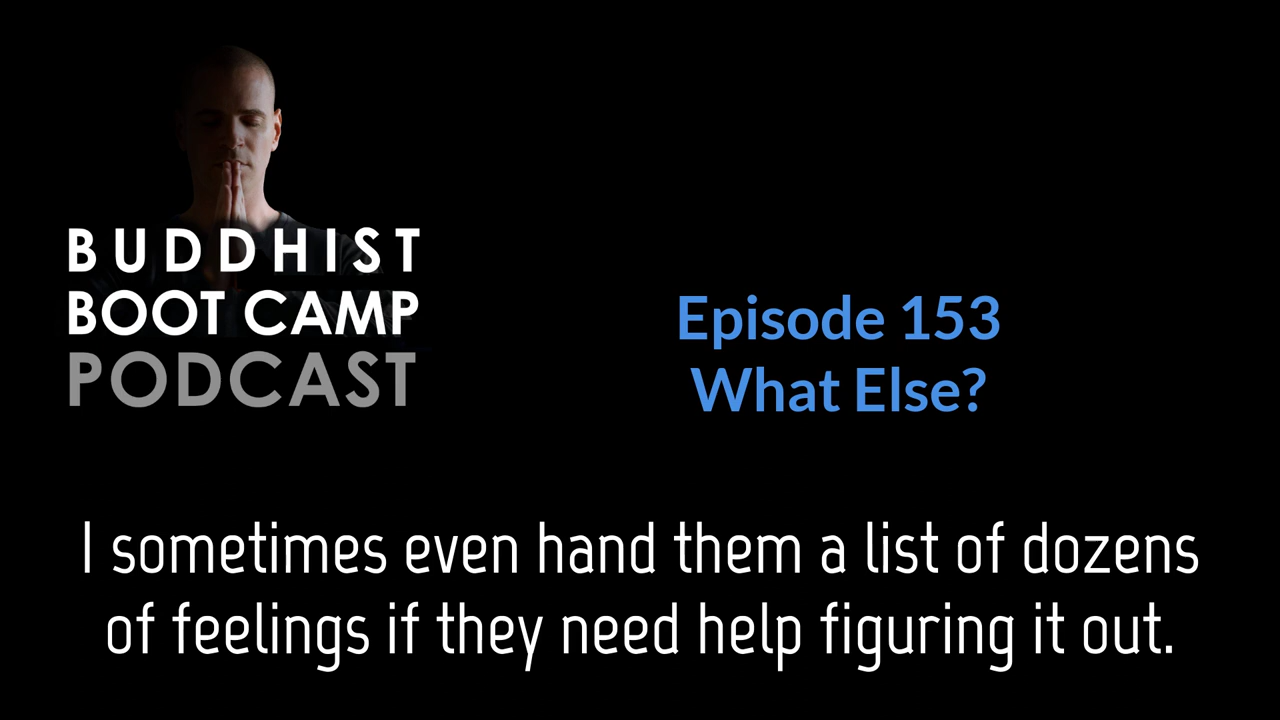 BUDDHIST
BOOT CAMP
PODCAST
Episode 153
What Else?
I sometimes even hand them a list of dozens
of feelings if they need help figuring it out.